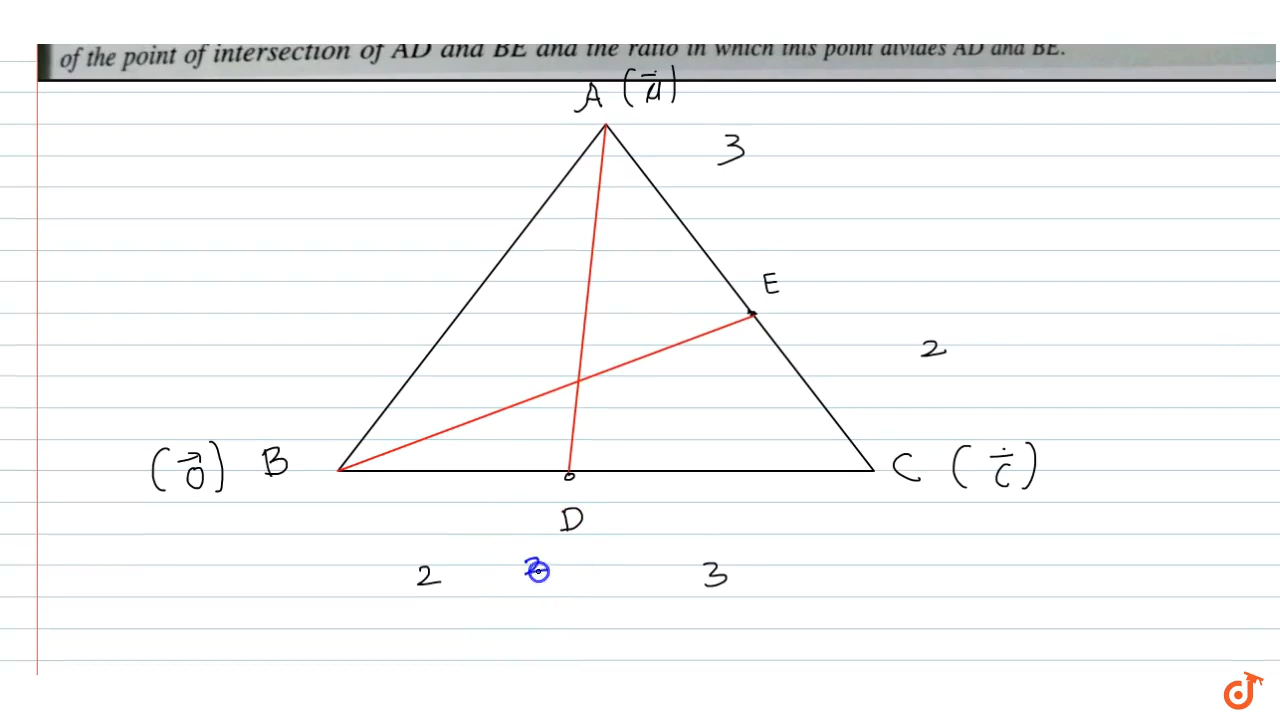 of the point of intersection of AD and BE and the ratio in which this point divides AD and BE.
A (a⃗)
3
E
2
(0⃗) B
C (c⃗)
D
2
3